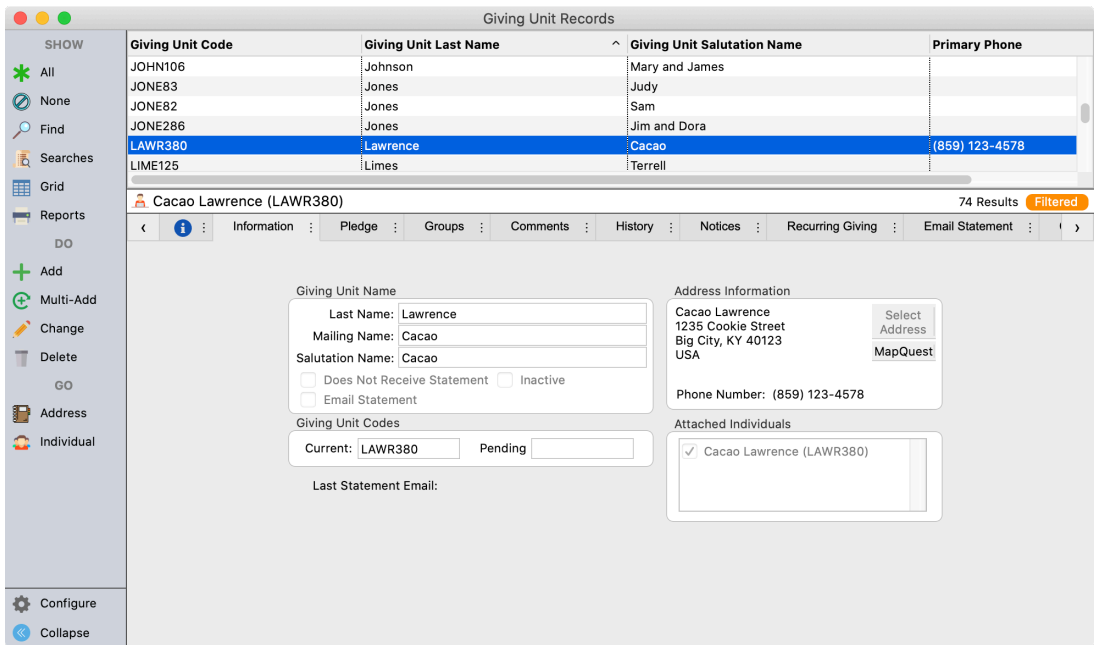 Giving Unit Records
SHOW
All
None
Find
Searches
Grid
Reports
DO
Add
Multi-Add
Change
Delete
GO
Address
Individual
Configure
Collapse
Giving Unit Code Giving Unit Last Name Giving Unit Salutation Name Primary Phone
JOHN106 Johnson Mary and James
JONE83 Jones Judy
JONE82 Jones Sam
JONE286 Jones Jim and Dora
LAWR380 Lawrence Cacao (859) 123-4578
LIME125 Limes Terrell
Cacao Lawrence (LAWR380) 74 Results Filtered
Information Pledge Groups Comments History Notices Recurring Giving Email Statement
Giving Unit Name
Last Name: Lawrence
Mailing Name: Cacao
Salutation Name: Cacao
Does Not Receive Statement Inactive
Email Statement
Giving Unit Codes
Current: LAWR380 Pending
Last Statement Email:
Address Information
Cacao Lawrence
1235 Cookie Street
Big City, KY 40123
USA
Select
Address
MapQuest
Phone Number: (859) 123-4578
Attached Individuals
Cacao Lawrence (LAWR380)